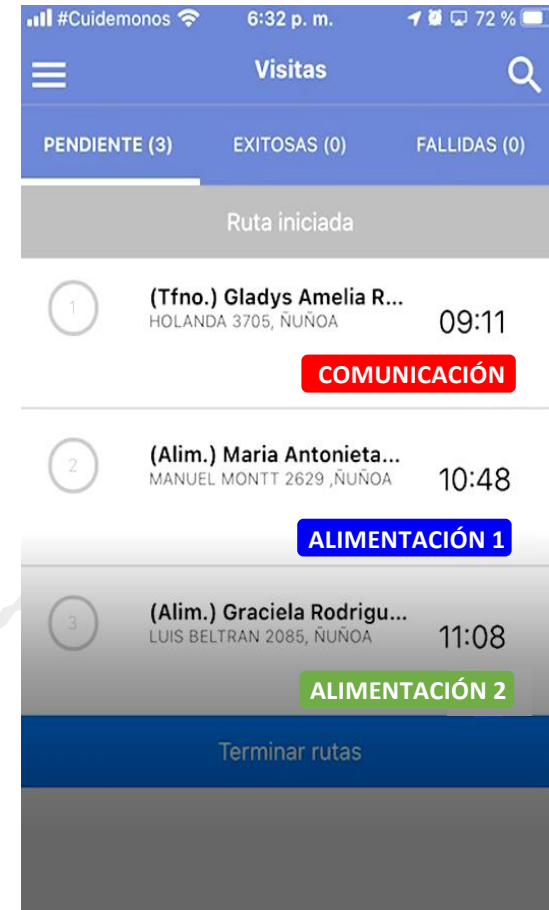 #Cuidemonos 6:32 p. m. 72 %
Visitas
PENDIENTE (3) EXITOSAS (0) FALLIDAS (0)
Ruta iniciada
1 (Tfno.) Gladys Amelia R...
HOLANDA 3705, ÑUÑOA 09:11
COMUNICACIÓN
2 (Alim.) Maria Antonieta...
MANUEL MONTT 2629 ,ÑUÑOA 10:48
ALIMENTACIÓN 1
3 (Alim.) Graciela Rodrigu...
LUIS BELTRAN 2085, ÑUÑOA 11:08
ALIMENTACIÓN 2
Terminar rutas